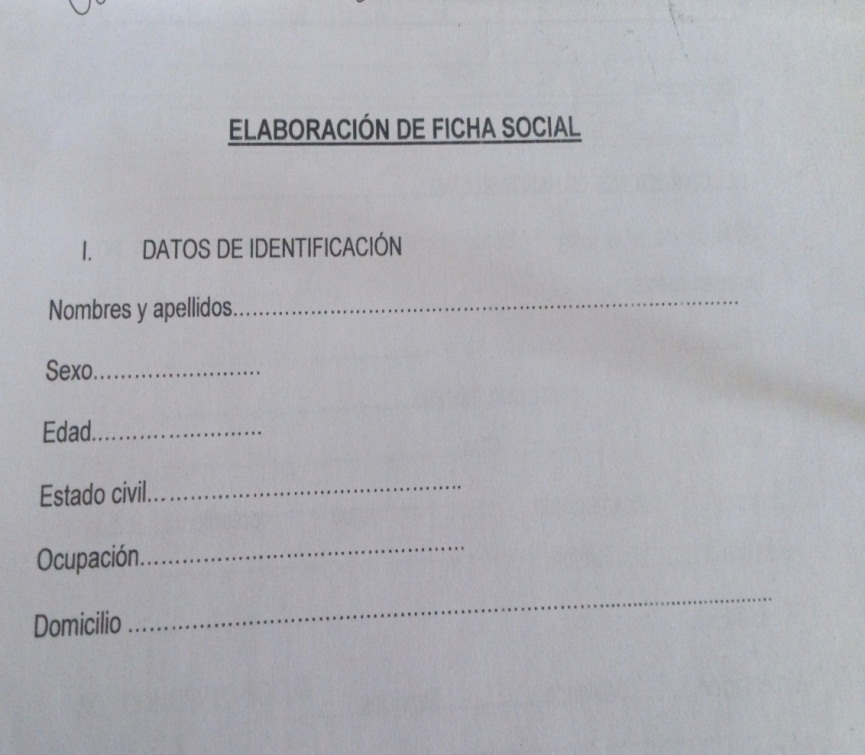 ELABORACIÓN DE FICHA SOCIAL
I. DATOS DE IDENTIFICACIÓN
Nombres y apellidos..............................................................................
Sexo.........................
Edad.........................
Estado civil...............................................
Ocupación................................................
Domicilio ..............................................................................................